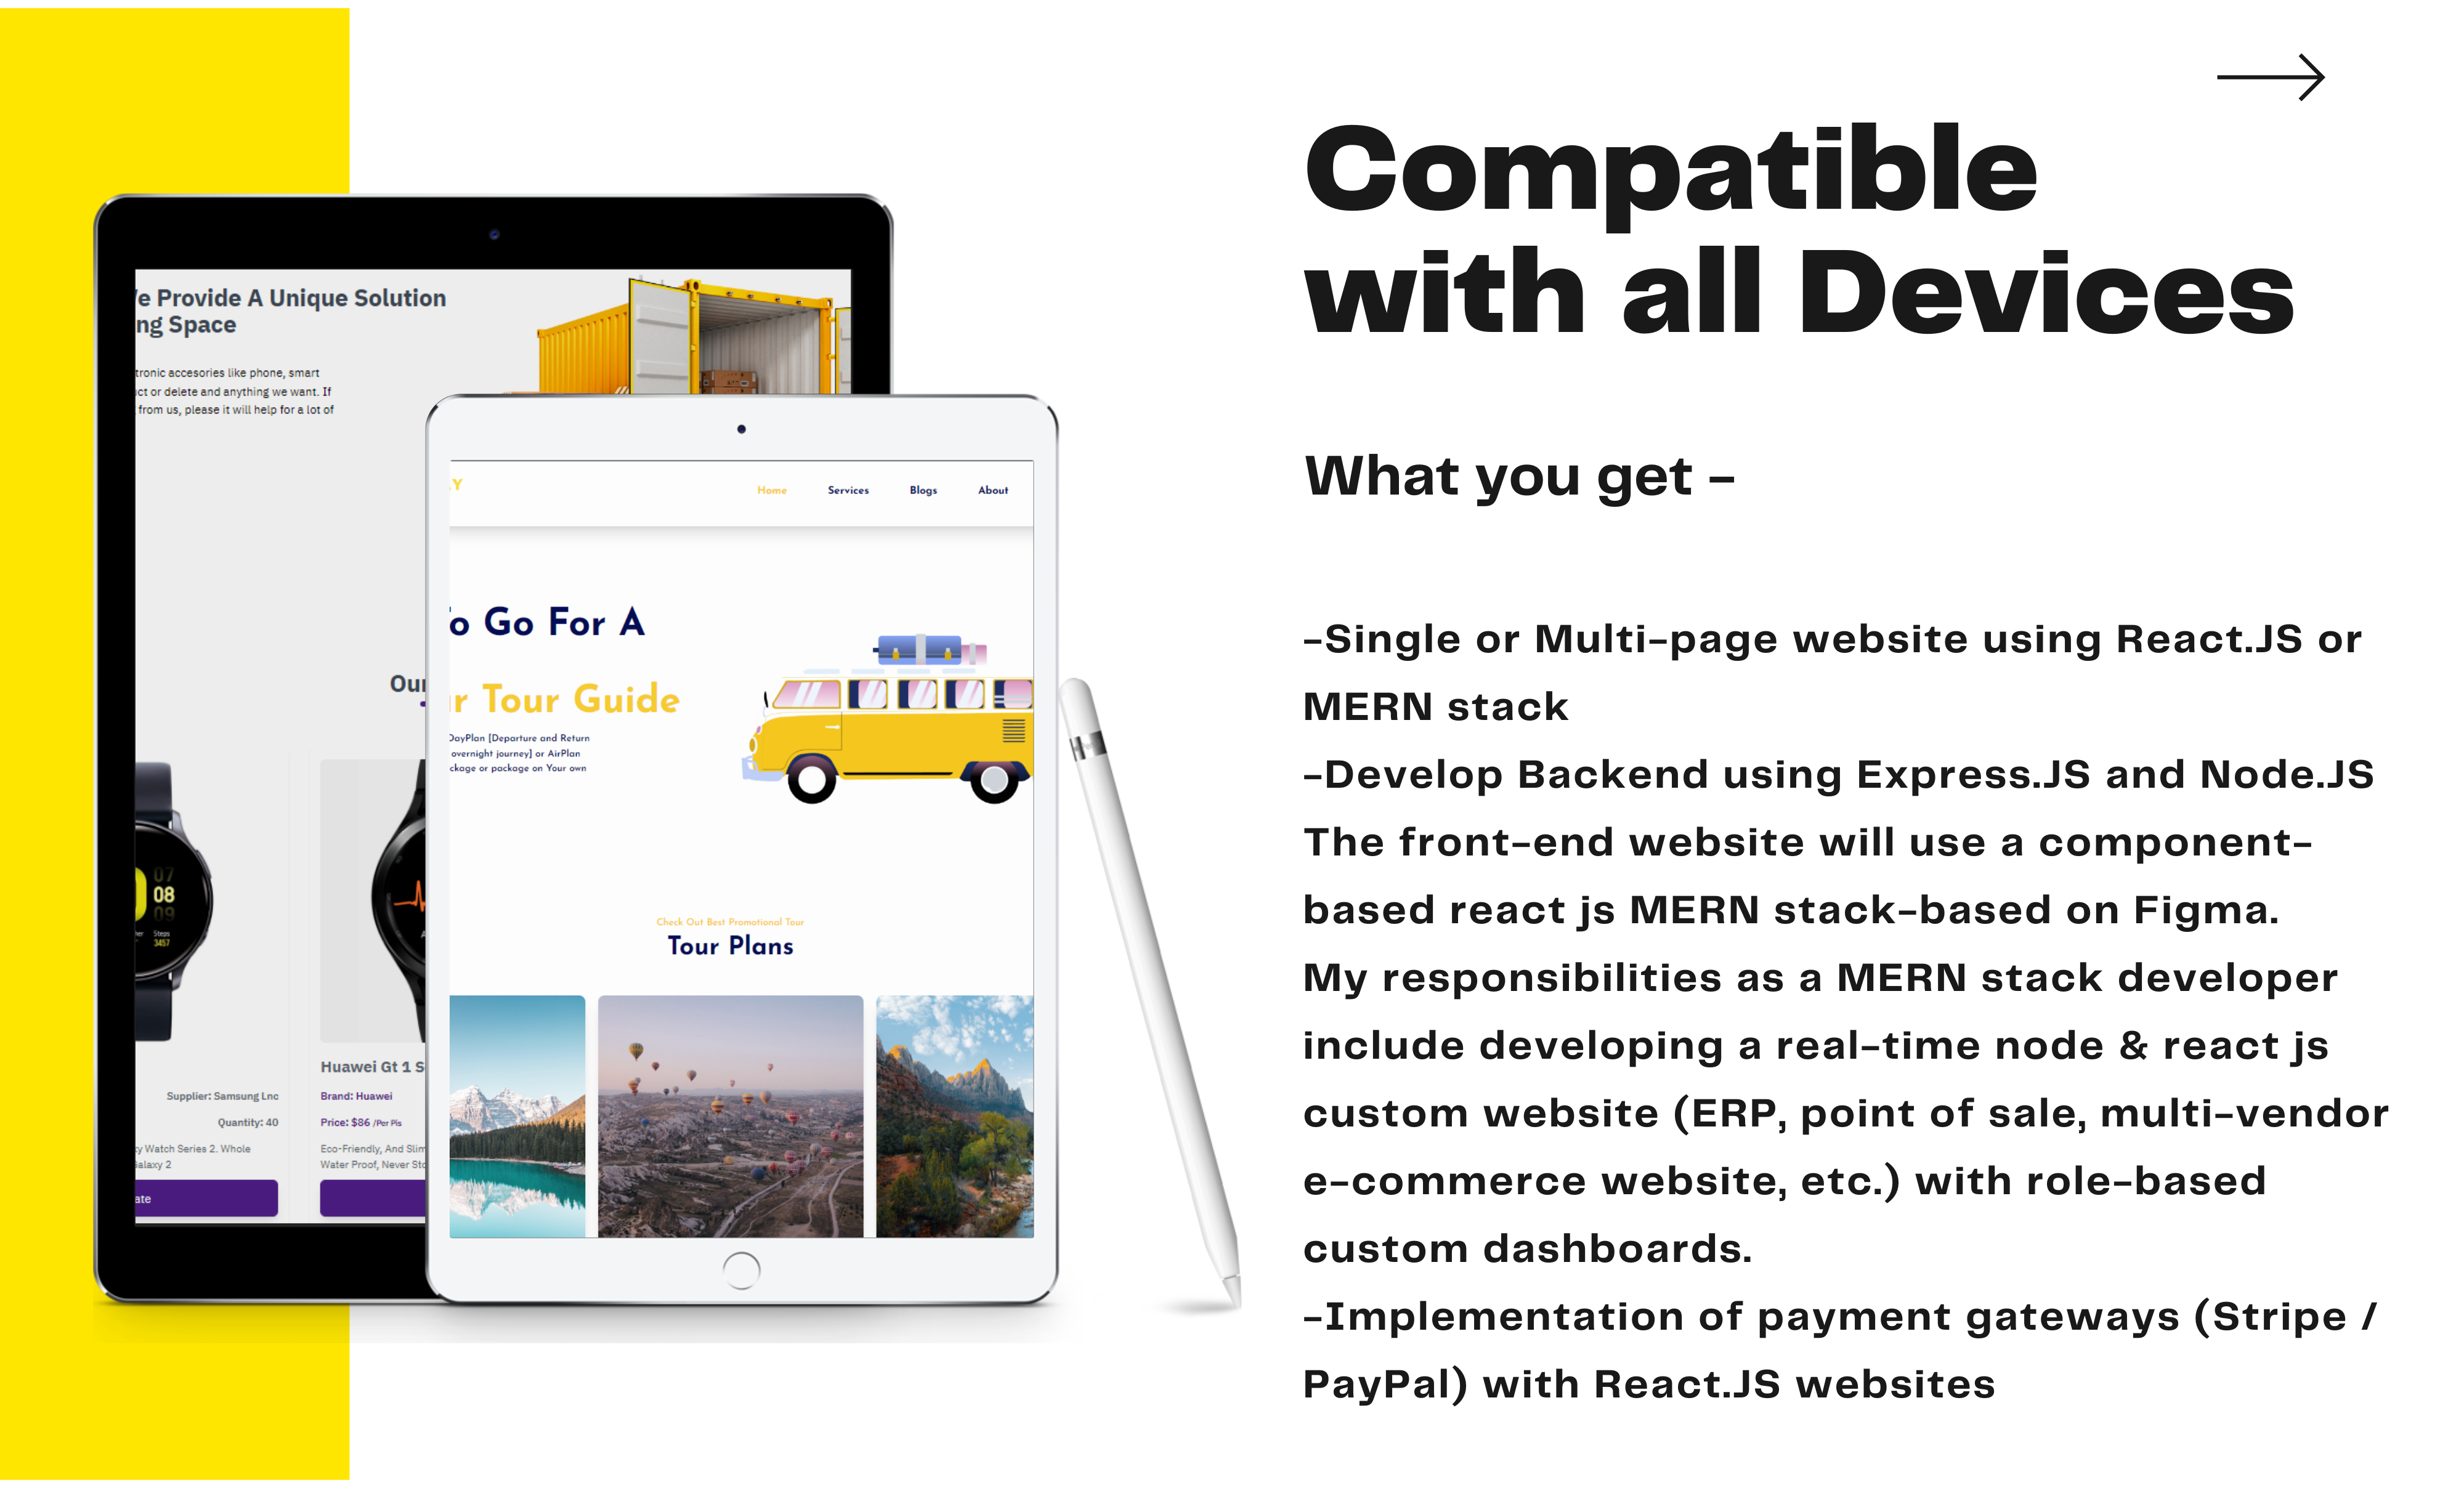 Compatible
with all Devices
What you get -
-Single or Multi-page website using React.JS or
MERN stack
-Develop Backend using Express.JS and Node.JS
The front-end website will use a component-
based react js MERN stack-based on Figma.
My responsibilities as a MERN stack developer
include developing a real-time node & react js
custom website (ERP, point of sale, multi-vendor
e-commerce website, etc.) with role-based
custom dashboards.
-Implementation of payment gateways (Stripe /
PayPal) with React.JS websites
e Provide A Unique Solution
ng Space
tronic accesories like phone, smart
ct or delete and anything we want. If
from us, please it will help for a lot of
Our
07
08
09
Steps
3457
Supplier: Samsung Lnc
Quantity: 40
y Watch Series 2. Whole
Galaxy 2
ate
Huawei Gt 1 S
Brand: Huawei
Price: $86 /Per Pis
Eco-Friendly, And Slim
Water Proof, Never Sto
Y
Home Services Blogs About
To Go For A
r Tour Guide
DayPlan [Departure and Return
overnight journey] or AirPlan
ckage or package on Your own
Check Out Best Promotional Tour
Tour Plans